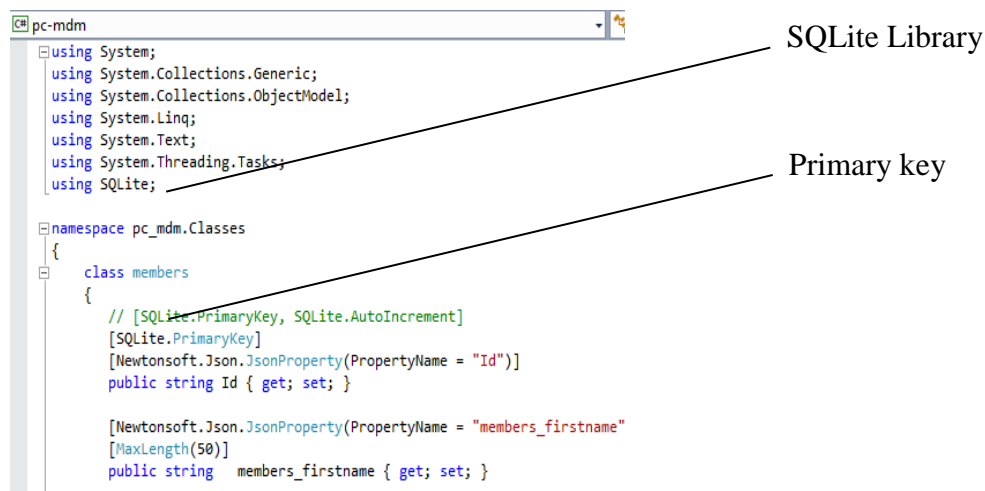 C# pc-mdm
SQLite Library
using System;
using System.Collections.Generic;
using System.Collections.ObjectModel;
using System.Linq;
using System.Text;
using System.Threading.Tasks;
using SQLite;
Primary key
namespace pc_mdm.Classes
{
class members
{
// [SQLite.PrimaryKey, SQLite.AutoIncrement]
[SQLite.PrimaryKey]
[Newtonsoft.Json.JsonProperty(PropertyName = "Id")]
public string Id { get; set; }
[Newtonsoft.Json.JsonProperty(PropertyName = "members_firstname"
[MaxLength(50)]
public string members_firstname { get; set; }